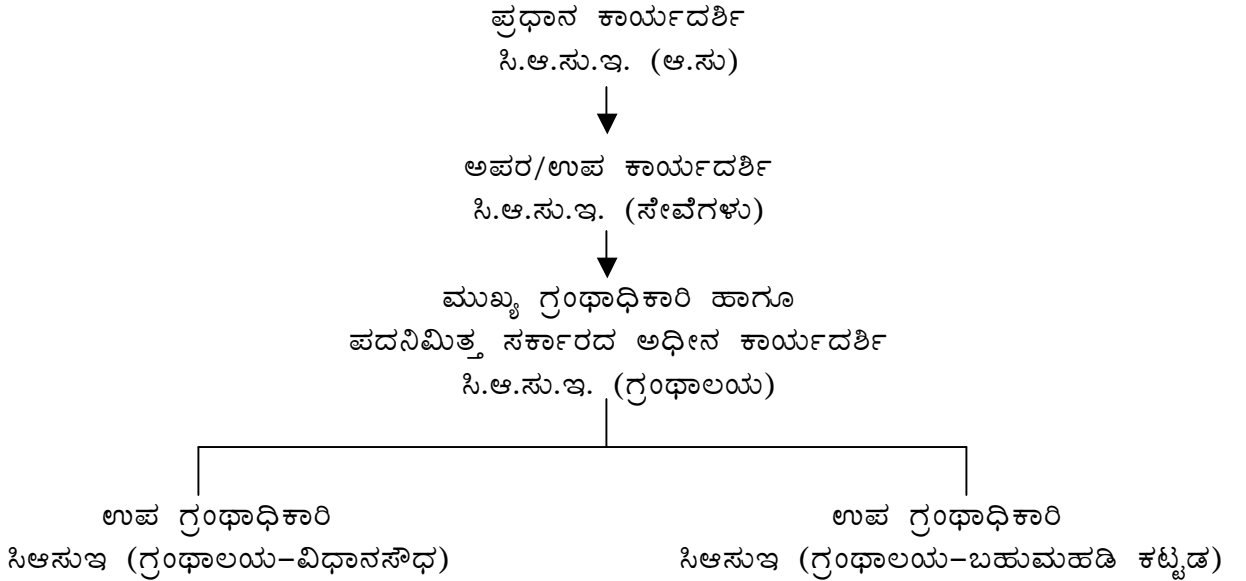 ಪ್ರಧಾನ ಕಾರ್ಯದರ್ಶಿ
ಸಿ.ಆ.ಸು.ಇ. (ಆ.ಸು)
ಅಪರ/ಉಪ ಕಾರ್ಯದರ್ಶಿ
ಸಿ.ಆ.ಸು.ಇ. (ಸೇವೆಗಳು)
ಮುಖ್ಯ ಗ್ರಂಥಾಧಿಕಾರಿ ಹಾಗೂ
ಪದನಿಮಿತ್ತ ಸರ್ಕಾರದ ಅಧೀನ ಕಾರ್ಯದರ್ಶಿ
ಸಿ.ಆ.ಸು.ಇ. (ಗ್ರಂಥಾಲಯ)
ಉಪ ಗ್ರಂಥಾಧಿಕಾರಿ
ಸಿಆಸುಇ (ಗ್ರಂಥಾಲಯ–ವಿಧಾನಸೌಧ)
ಉಪ ಗ್ರಂಥಾಧಿಕಾರಿ
ಸಿಆಸುಇ (ಗ್ರಂಥಾಲಯ–ಬಹುಮಹಡಿ ಕಟ್ಟಡ)